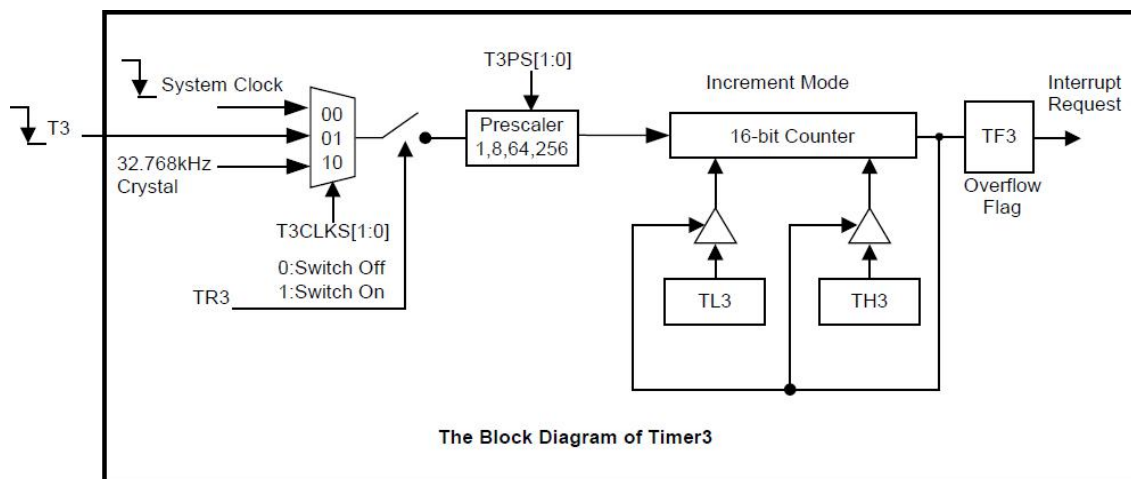 T3PS[1:0]
Increment Mode
Interrupt
Request
System Clock
T3
00
01
10
Prescaler
1,8,64,256
16-bit Counter
TF3
32.768kHz
Crystal
Overflow
Flag
T3CLKS[1:0]
0:Switch Off
1:Switch On
TR3
TL3
TH3
The Block Diagram of Timer3